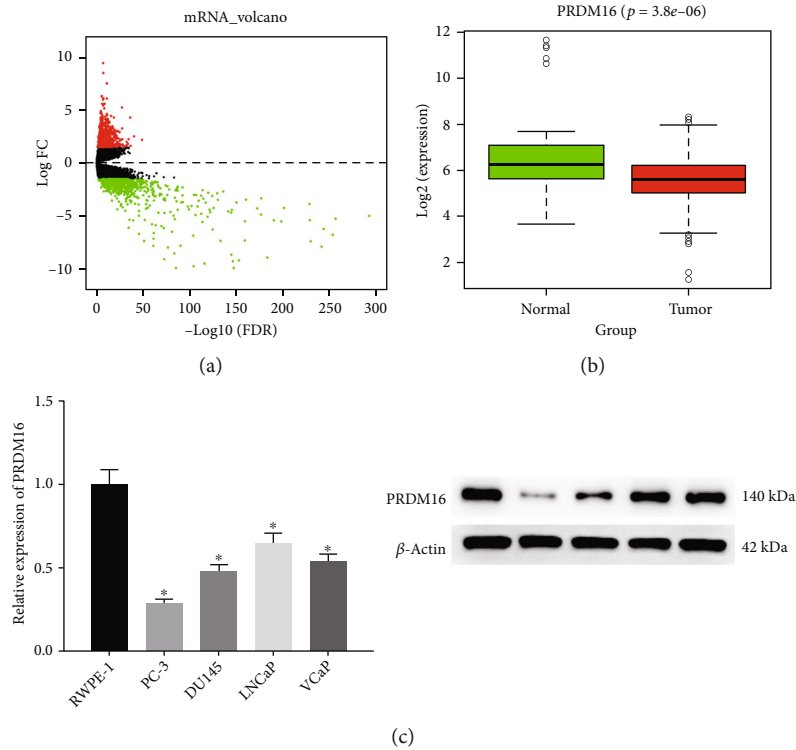 mRNA_volcano
10
5
0
−5
−10
Log FC
0
50
100
150
200
250
300
−Log10 (FDR)
(a)
PRDM16 (p = 3.8e–06)
12
10
8
6
4
2
Log2 (expression)
Normal
Tumor
Group
(b)
1.5
1.0
0.5
0.0
Relative expression of PRDM16
*
*
*
*
RWPE-1
PC-3
DU145
LNCaP
VCaP
PRDM16
140 kDa
β-Actin
42 kDa
(c)